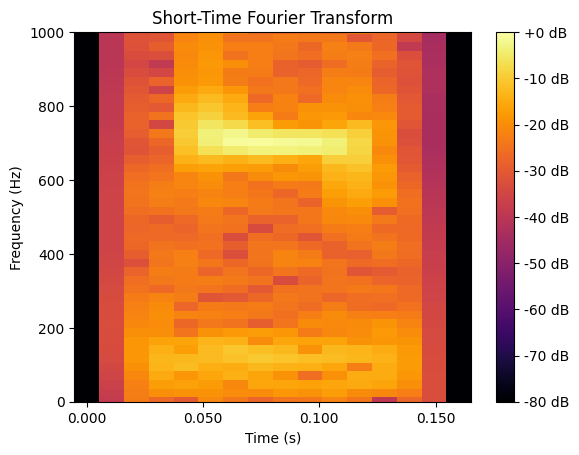 Short-Time Fourier Transform
1000
800
600
400
200
0
Frequency (Hz)
0.000
0.050
0.100
0.150
Time (s)
+0 dB
-10 dB
-20 dB
-30 dB
-40 dB
-50 dB
-60 dB
-70 dB
-80 dB